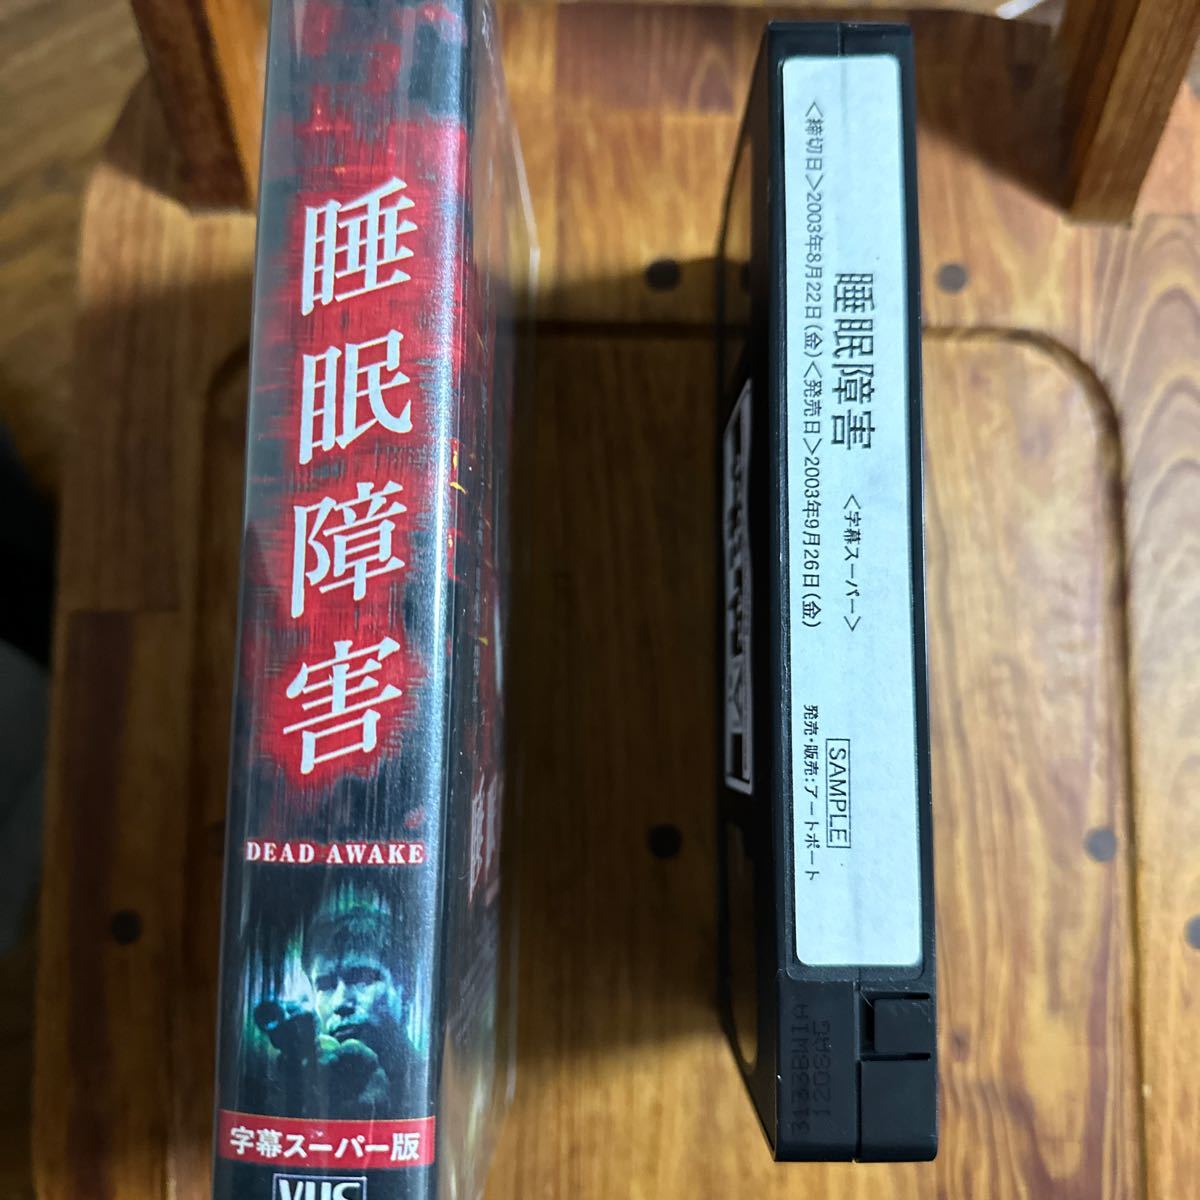 睡眠障害
DEAD AWAKE
字幕スーパー版
VHS
睡眠障害 <字幕スーパー>
<締切日>2003年8月22日(金)<発売日>2003年9月26日(金)
SAMPLE
発売・販売:アートポート
3133BWIA